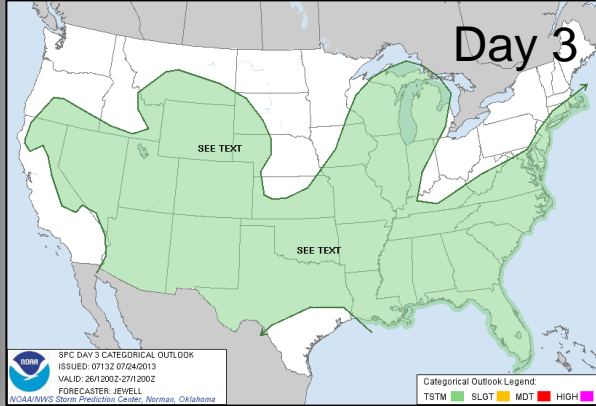 Day 3
SEE TEXT
SEE TEXT
NOAA
SPC DAY 3 CATEGORICAL OUTLOOK
ISSUED: 0713Z 07/24/2013
VALID: 26/1200Z-27/1200Z
FORECASTER: JEWELL
NOAA/NWS Storm Prediction Center, Norman, Oklahoma
Categorical Outlook Legend:
TSTM SLGT MDT HIGH